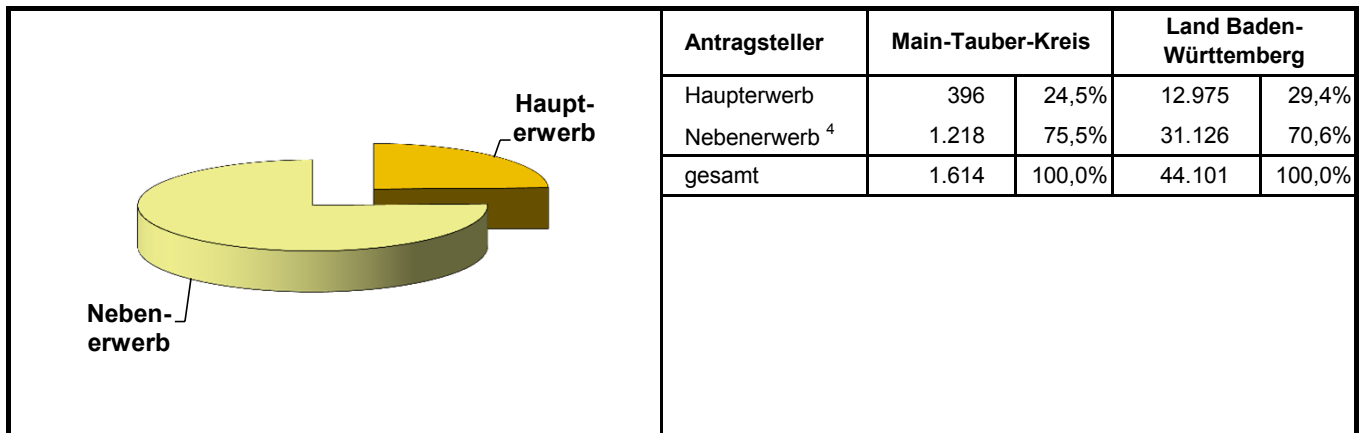 Haupt-
erwerb
Neben-
erwerb
Antragsteller Main-Tauber-Kreis Land Baden-
Württemberg
Haupterwerb 396 24,5% 12.975 29,4%
Nebenerwerb 4 1.218 75,5% 31.126 70,6%
gesamt 1.614 100,0% 44.101 100,0%